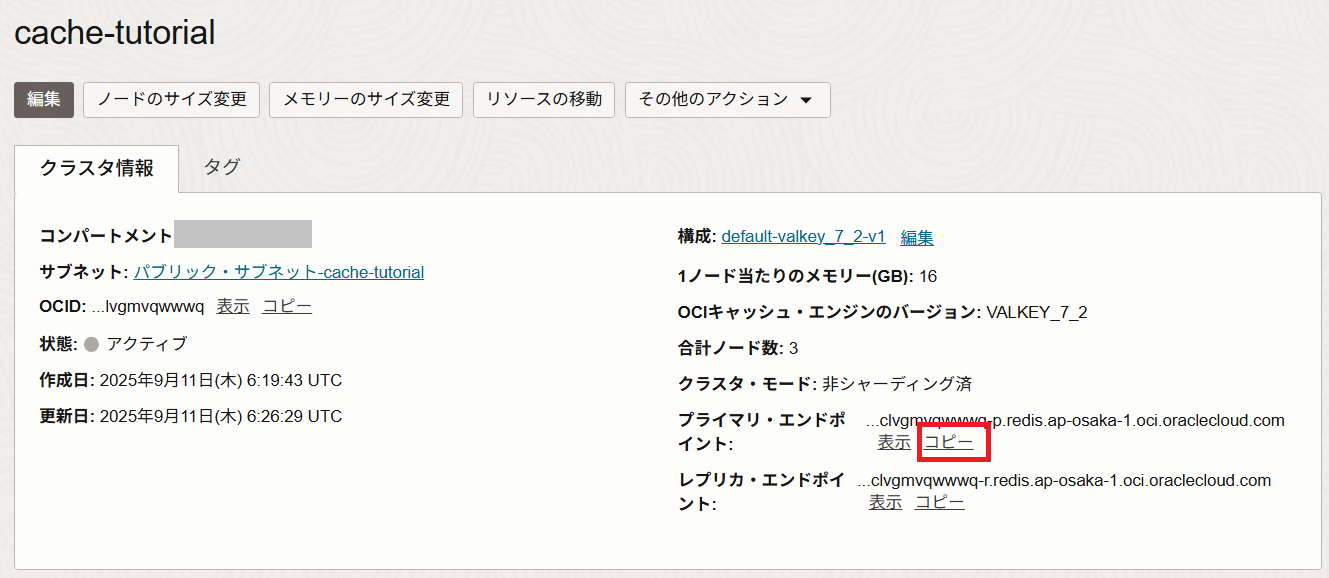 cache-tutorial
編集 ノードのサイズ変更 メモリーのサイズ変更 リソースの移動 その他のアクション
クラスタ情報 タグ
コンパートメント
サブネット: パブリック・サブネット-cache-tutorial
OCID: ...lvgmvqwwwq 表示 コピー
状態: アクティブ
作成日: 2025年9月11日(木) 6:19:43 UTC
更新日: 2025年9月11日(木) 6:26:29 UTC
構成: default-valkey_7_2-v1 編集
1ノード当たりのメモリー(GB): 16
OCIキャッシュ・エンジンのバージョン: VALKEY_7_2
合計ノード数: 3
クラスタ・モード: 非シャーディング済
プライマリ・エンドポ
イント:
...clvgmvqwwwq-p.redis.ap-osaka-1.oci.oraclecloud.com
表示 コピー
レプリカ・エンドポイ
ント:
...clvgmvqwwwq-r.redis.ap-osaka-1.oci.oraclecloud.com
表示 コピー